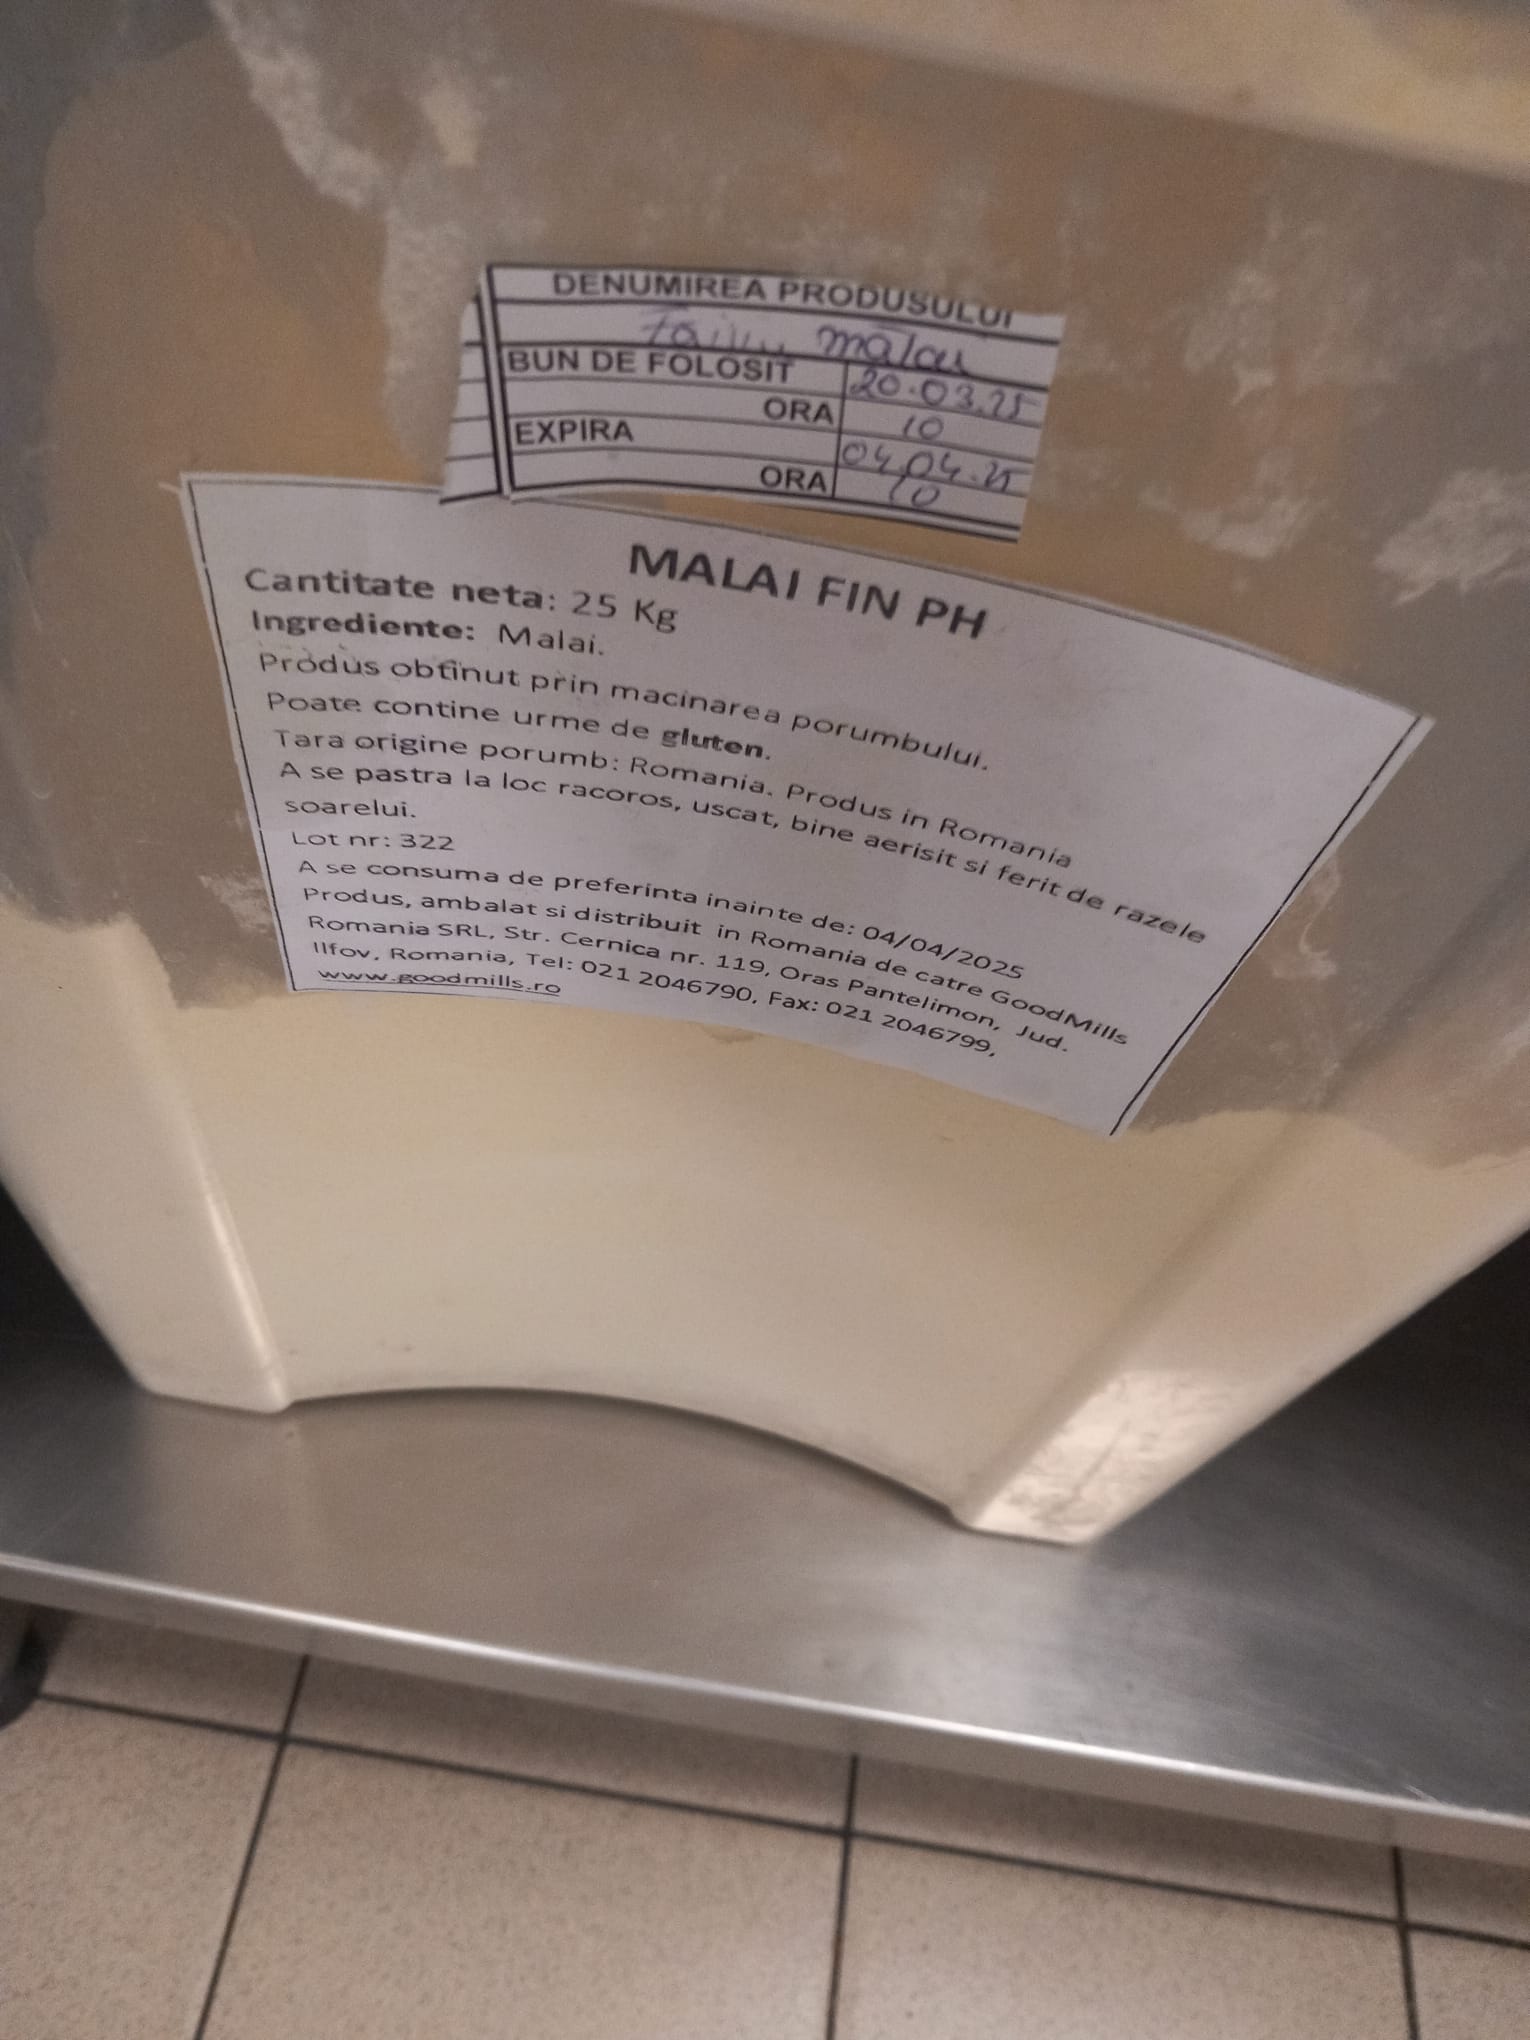 DENUMIREA PRODUSULUI
Faină mălai
BUN DE FOLOSIT 20.03.25
ORA 10
EXPIRA 04.04.25
ORA 10
MALAI FIN PH
Cantitate neta: 25 Kg
Ingrediente: Malai.
Produs obtinut prin macinarea porumbului.
Poate contine urme de gluten.
Tara origine porumb: Romania. Produs in Romania
A se pastra la loc racoros, uscat, bine aerisit si ferit de razele
soarelui.
Lot nr: 322
A se consuma de preferinta inainte de: 04/04/2025
Produs, ambalat si distribuit in Romania de catre GoodMills
Romania SRL, Str. Cernica nr. 119, Oras Pantelimon, Jud.
Ilfov, Romania, Tel: 021 2046790, Fax: 021 2046799,
www.goodmills.ro